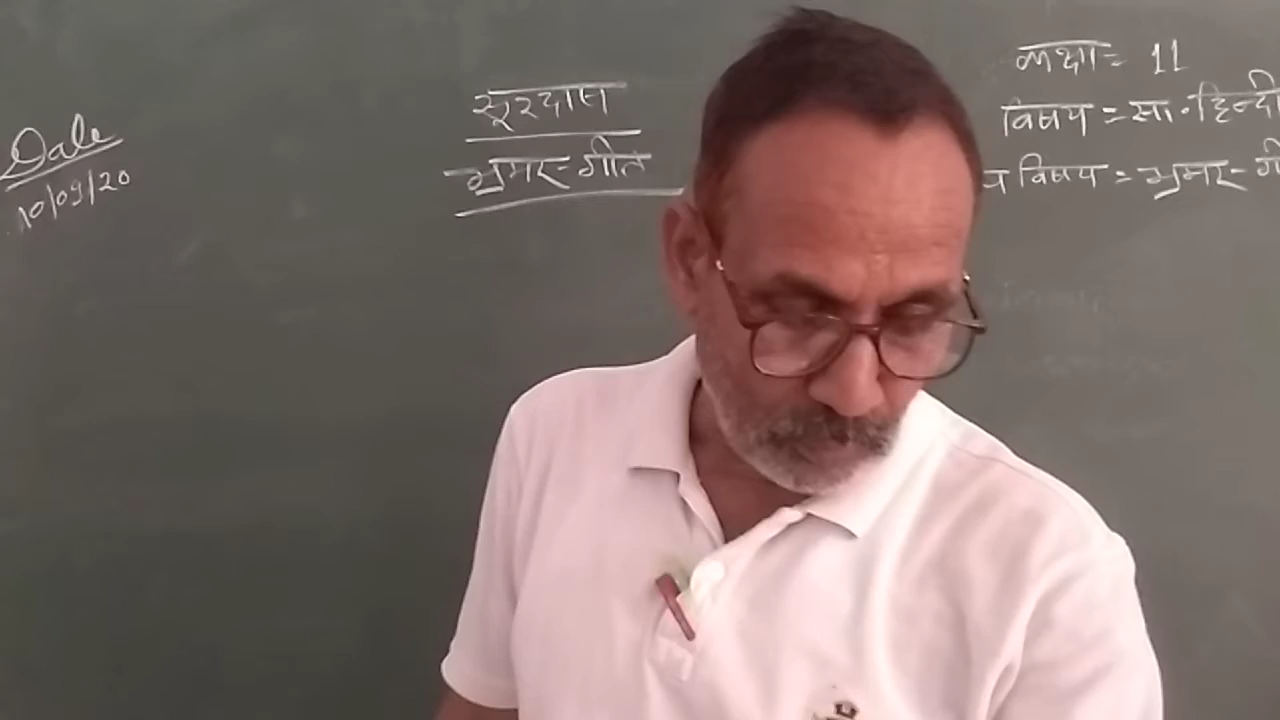 Date
10/09/20
सूरदास
भ्रमर-गीत
कक्षा = 11
विषय = सा. हिन्दी
विषय = भ्रमर-गी